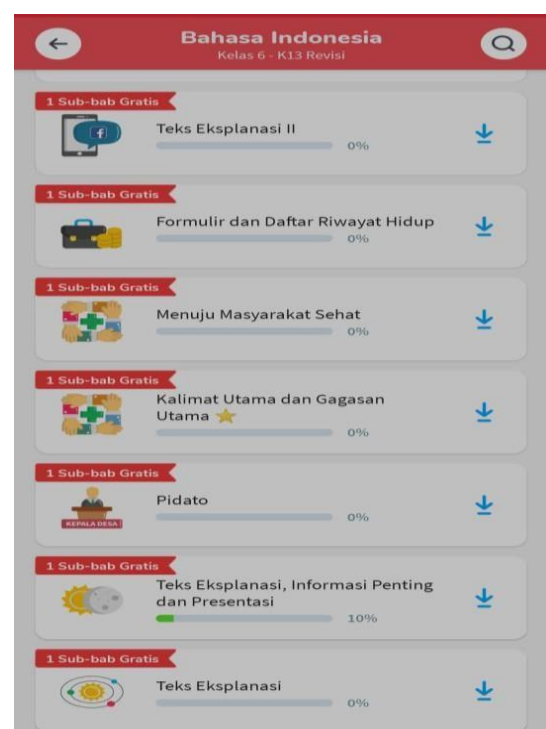 Bahasa Indonesia
Kelas 6 - K13 Revisi
1 Sub-bab Gratis
Teks Eksplanasi II
0%
1 Sub-bab Gratis
Formulir dan Daftar Riwayat Hidup
0%
1 Sub-bab Gratis
Menuju Masyarakat Sehat
0%
1 Sub-bab Gratis
Kalimat Utama dan Gagasan
Utama ⭐
0%
1 Sub-bab Gratis
Pidato
KEPALA DESA
0%
1 Sub-bab Gratis
Teks Eksplanasi, Informasi Penting
dan Presentasi
10%
1 Sub-bab Gratis
Teks Eksplanasi
0%